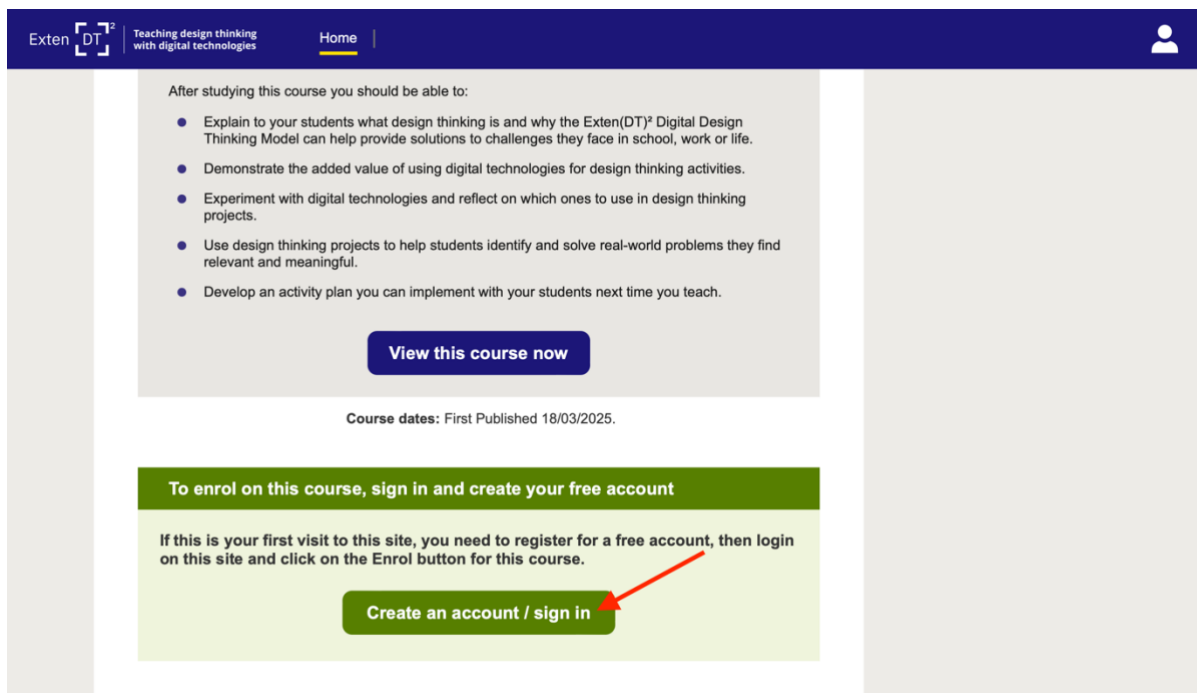 Exten DT 2
Teaching design thinking
with digital technologies
Home
After studying this course you should be able to:
Explain to your students what design thinking is and why the Exten(DT)² Digital Design
Thinking Model can help provide solutions to challenges they face in school, work or life.
Demonstrate the added value of using digital technologies for design thinking activities.
Experiment with digital technologies and reflect on which ones to use in design thinking
projects.
Use design thinking projects to help students identify and solve real-world problems they find
relevant and meaningful.
Develop an activity plan you can implement with your students next time you teach.
View this course now
Course dates: First Published 18/03/2025.
To enrol on this course, sign in and create your free account
If this is your first visit to this site, you need to register for a free account, then login
on this site and click on the Enrol button for this course.
Create an account / sign in